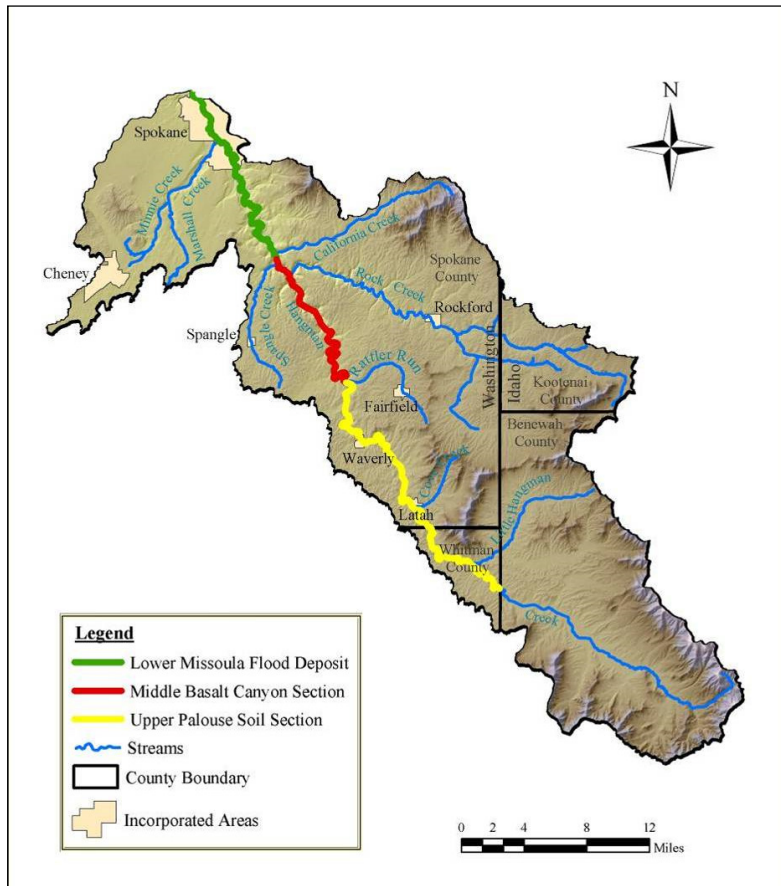 N
Spokane
Minnie Creek
Marshall Creek
Cheney
California Creek
Spokane
County
Rock Creek
Rockford
Spangle
Spangle Creek
Hangman
Rattler Run
Washington
Idaho
Kootenai
County
Fairfield
Benewah
County
Waverly
Latah
Little Hangman
Whitman
County
Creek
Legend
Lower Missoula Flood Deposit
Middle Basalt Canyon Section
Upper Palouse Soil Section
Streams
County Boundary
Incorporated Areas
0 2 4 8 12
Miles